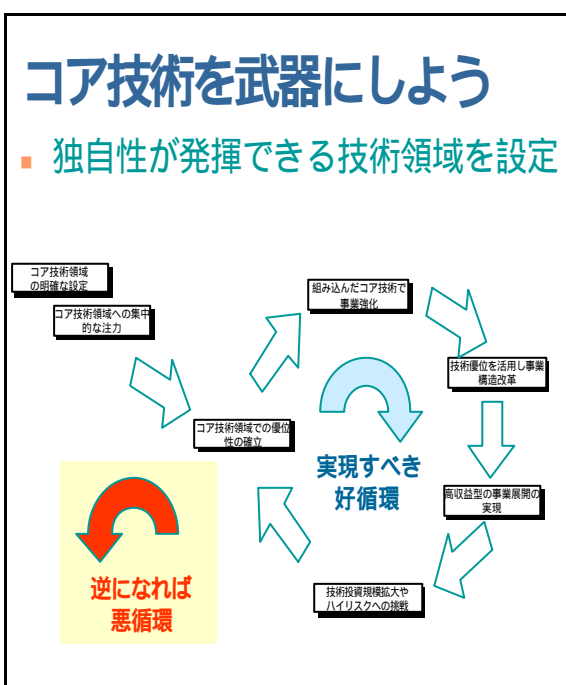 コア技術を武器にしよう
独自性が発揮できる技術領域を設定
コア技術領域
の明確な設定
コア技術領域への集中
的な注力
組み込んだコア技術で
事業強化
技術優位を活用し事業
構造改革
コア技術領域での優位
性の確立
実現すべき
好循環
高収益型の事業展開の
実現
逆になれば
悪循環
技術投資規模拡大や
ハイリスクへの挑戦